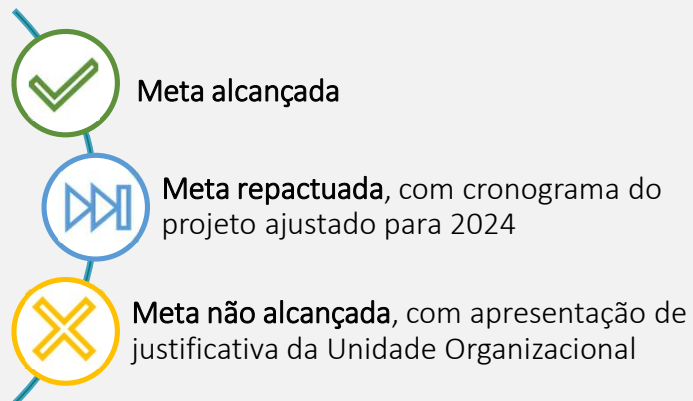 Meta alcançada
Meta repactuada, com cronograma do
projeto ajustado para 2024
Meta não alcançada, com apresentação de
justificativa da Unidade Organizacional